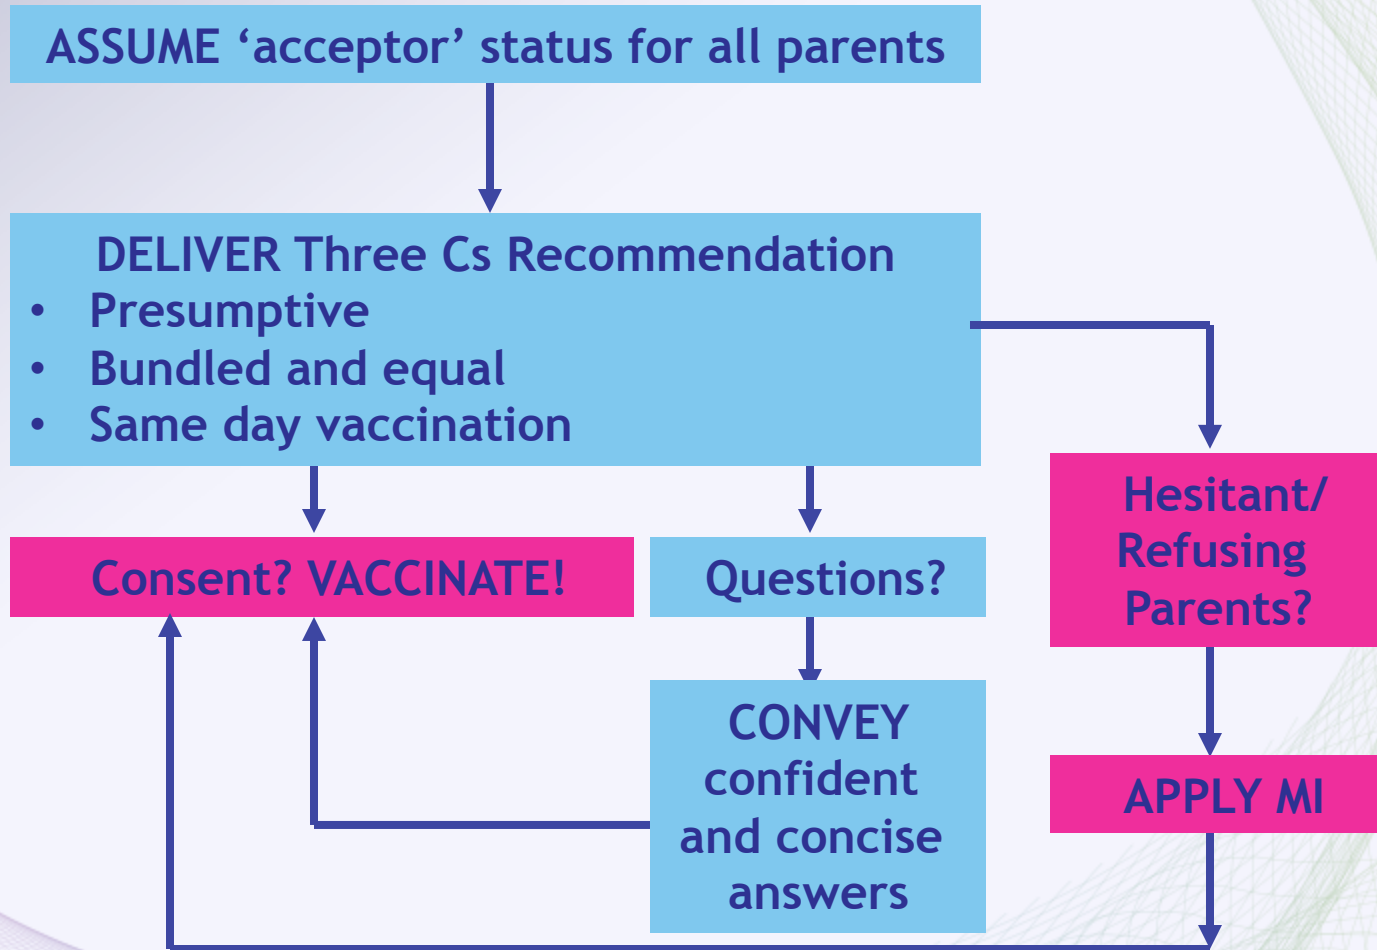 ASSUME ‘acceptor’ status for all parents
DELIVER Three Cs Recommendation
• Presumptive
• Bundled and equal
• Same day vaccination
Consent? VACCINATE!
Questions?
Hesitant/
Refusing
Parents?
CONVEY
confident
and concise
answers
APPLY MI